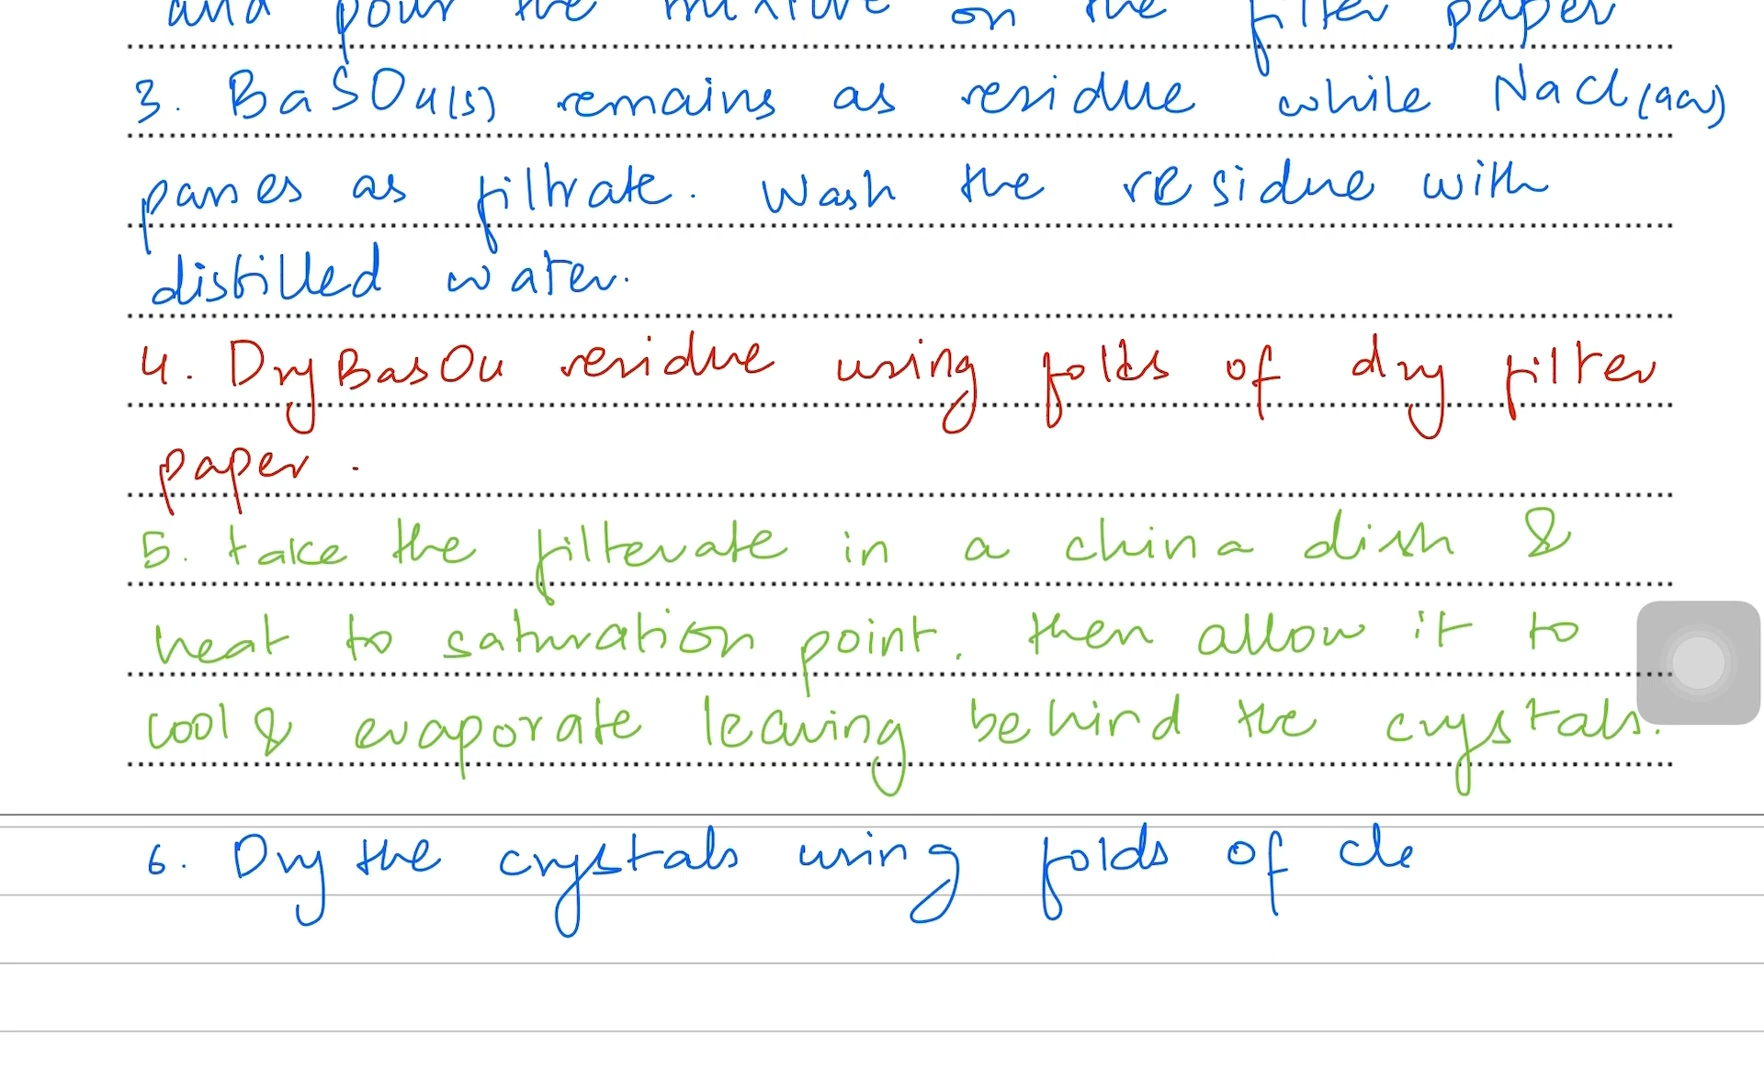 and pour the mixture on the filter paper
3. BaSO4(s) remains as residue while NaCl(aq)
passes as filtrate. Wash the residue with
distilled water.
4. Dry BaSO4 residue using folds of dry filter
paper.
5. take the filterate in a china dish &
heat to saturation point. then allow it to
cool & evaporate leaving behind the crystals.
6. Dry the crystals using folds of cle